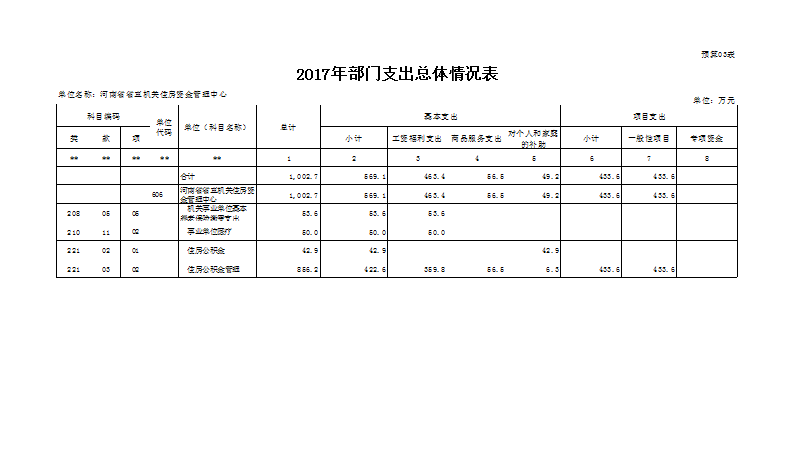 预算03表
2017年部门支出总体情况表
单位名称：河南省省直机关住房资金管理中心
单位：万元
科目编码 单位代码 单位（科目名称） 总计 基本支出 项目支出
类 款 项 小计 工资福利支出 商品服务支出 对个人和家庭的补助 小计 一般性项目 专项资金
** ** ** ** ** 1 2 3 4 5 6 7 8
合计 1,002.7 569.1 463.4 56.5 49.2 433.6 433.6
606 河南省省直机关住房资金管理中心 1,002.7 569.1 463.4 56.5 49.2 433.6 433.6
208 05 05 机关事业单位基本养老保险缴费支出 53.6 53.6 53.6
210 11 02 事业单位医疗 50.0 50.0 50.0
221 02 01 住房公积金 42.9 42.9 42.9
221 03 02 住房公积金管理 856.2 422.6 359.8 56.5 6.3 433.6 433.6